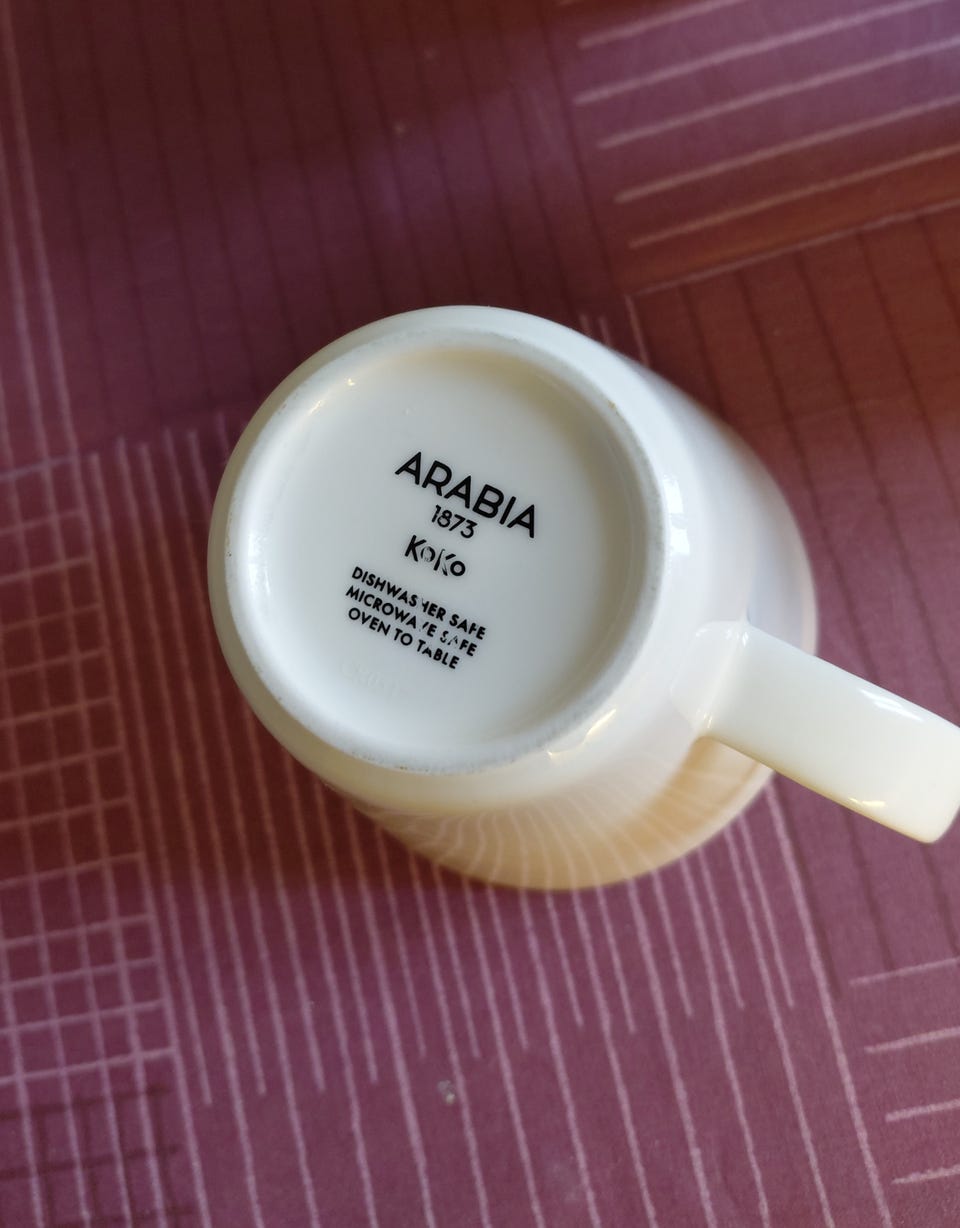 ARABIA
1873
KoKo
DISHWASHER SAFE
MICROWAVE SAFE
OVEN TO TABLE